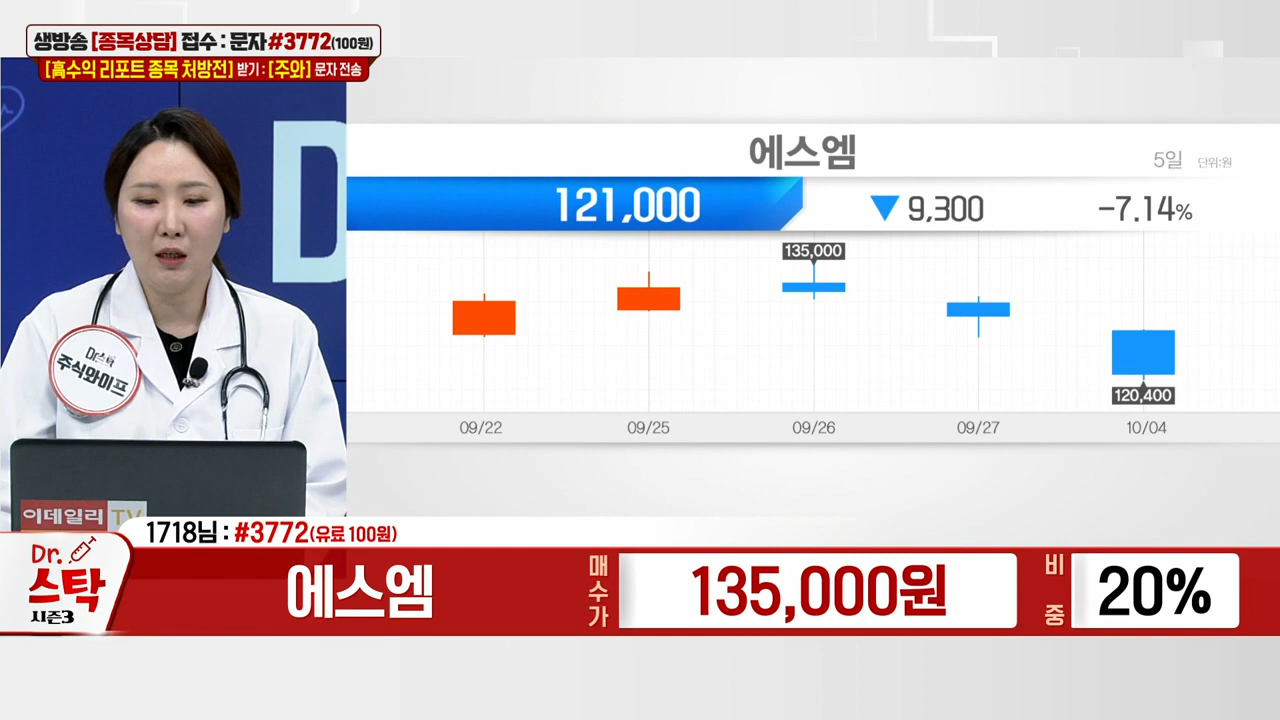 생방송 [종목상담] 접수 : 문자#3772(100원)
[高수익 리포트 종목 처방전] 받기 : [주와] 문자 전송
D
에스엠
5일 단위:원
121,000 ▼ 9,300 -7.14%
135,000
120,400
09/22 09/25 09/26 09/27 10/04
Dr.스탁
주식와이프
이데일리 TV
1718님 : #3772(유료 100원)
Dr.
스탁
시즌3
에스엠 매수가 135,000원 비중 20%